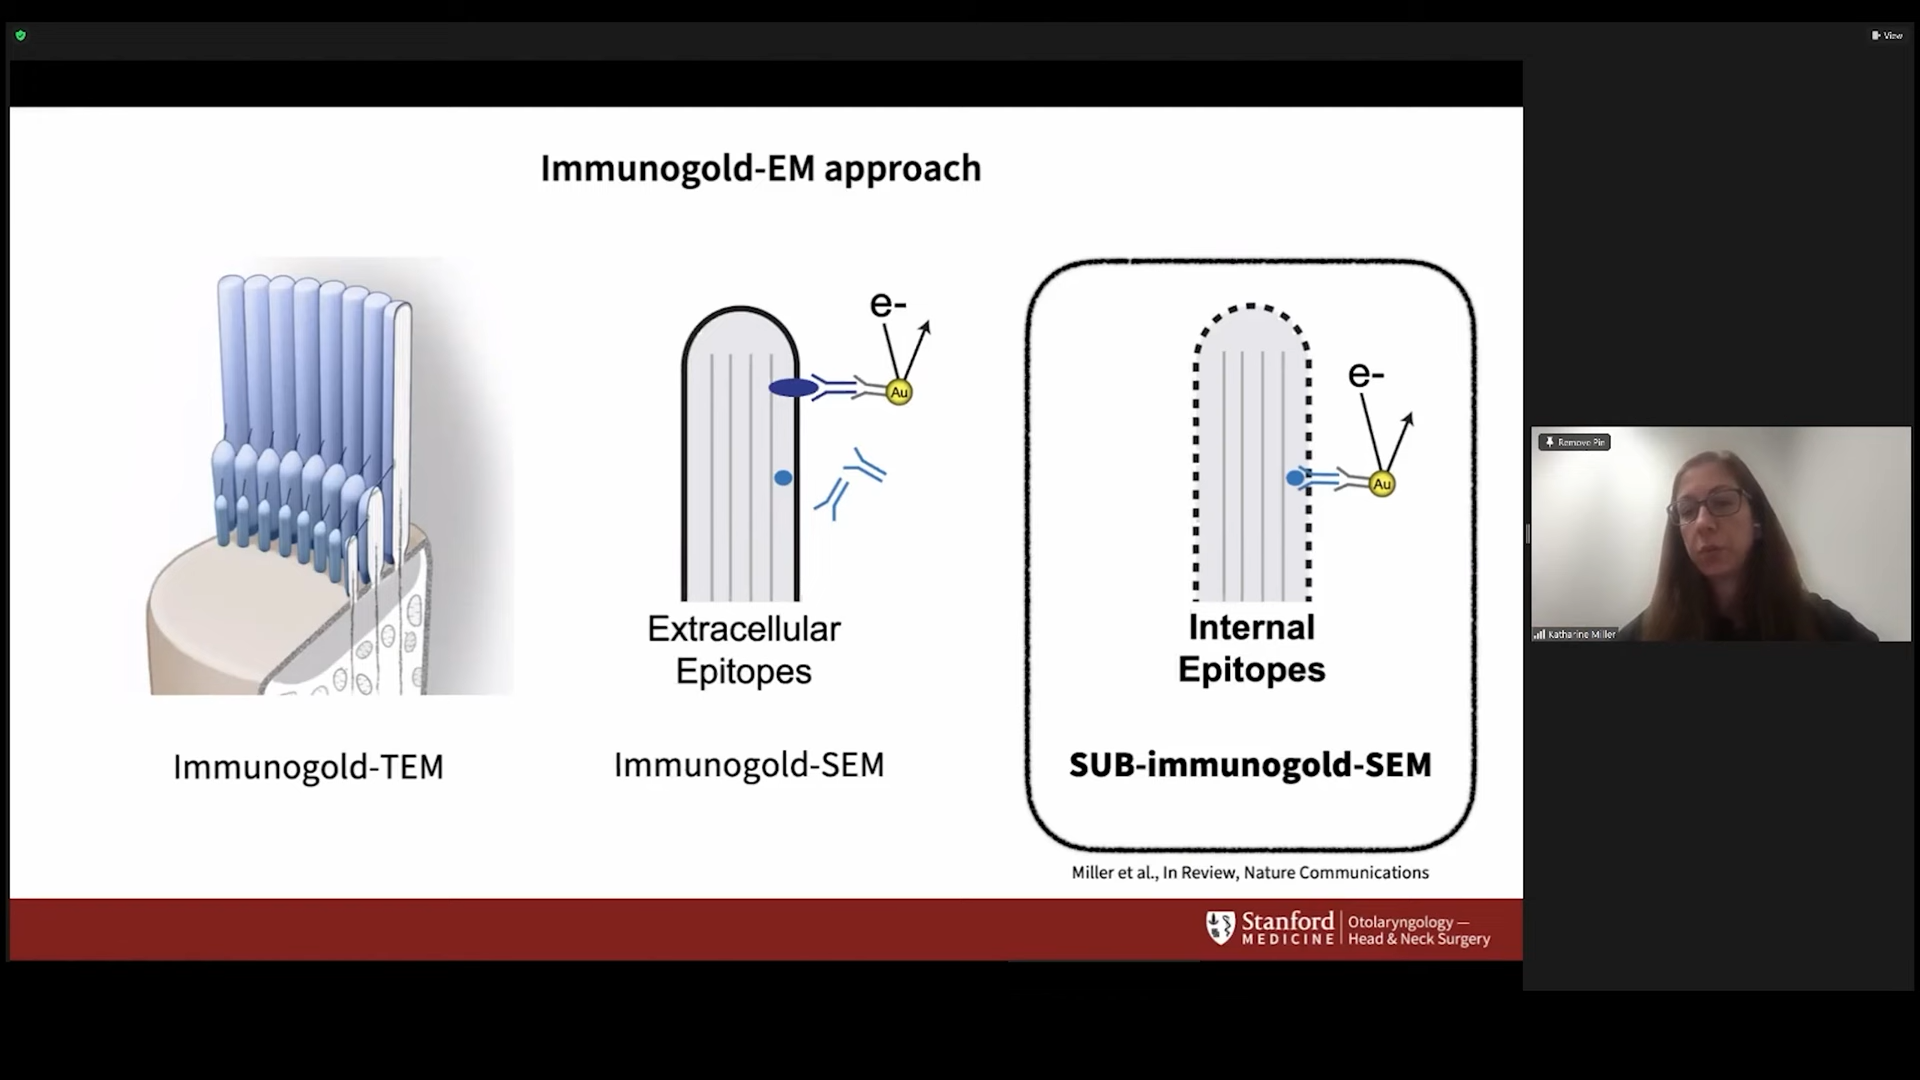 View
Immunogold-EM approach
e-
Au
e-
Au
Extracellular
Epitopes
Internal
Epitopes
Immunogold-TEM
Immunogold-SEM
SUB-immunogold-SEM
Miller et al., In Review, Nature Communications
Stanford
MEDICINE
Otolaryngology —
Head & Neck Surgery
Remove Pin
Katharine Miller